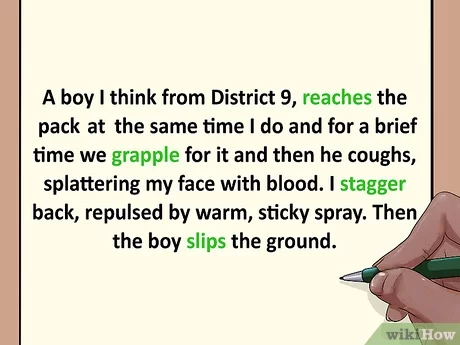 A boy I think from District 9, reaches the
pack at the same time I do and for a brief
time we grapple for it and then he coughs,
splattering my face with blood. I stagger
back, repulsed by warm, sticky spray. Then
the boy slips the ground.
wikiHow